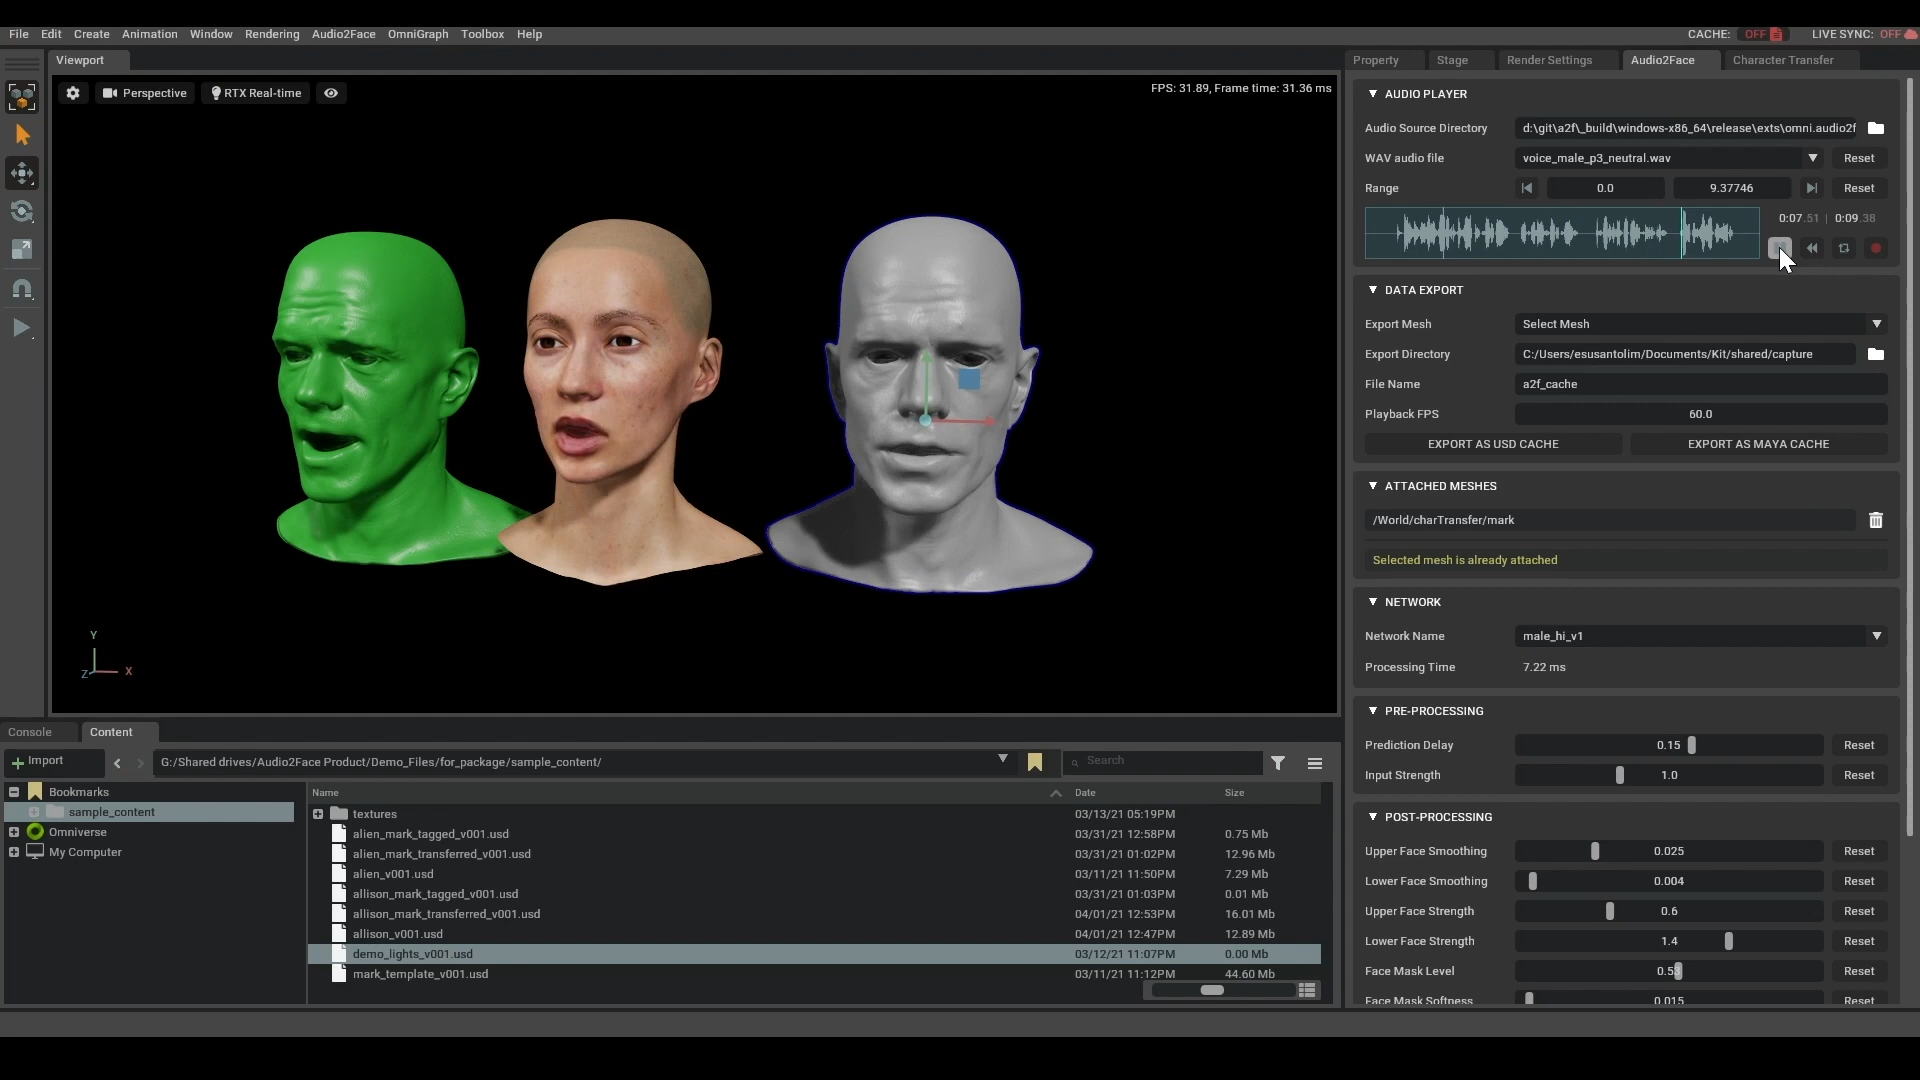 File Edit Create Animation Window Rendering Audio2Face OmniGraph Toolbox Help
CACHE: OFF LIVE SYNC: OFF
Viewport
Property Stage Render Settings Audio2Face Character Transfer
Perspective RTX Real-time
FPS: 31.89, Frame time: 31.36 ms
Y
Z X
AUDIO PLAYER
Audio Source Directory d:\git\a2f\_build\windows-x86_64\release\exts\omni.audio2f
WAV audio file voice_male_p3_neutral.wav Reset
Range 0.0 9.37746 Reset
0:07.51 | 0:09.38
DATA EXPORT
Export Mesh Select Mesh
Export Directory C:/Users/esusantolim/Documents/Kit/shared/capture
File Name a2f_cache
Playback FPS 60.0
EXPORT AS USD CACHE EXPORT AS MAYA CACHE
ATTACHED MESHES
/World/charTransfer/mark
Selected mesh is already attached
NETWORK
Network Name male_hi_v1
Processing Time 7.22 ms
PRE-PROCESSING
Prediction Delay 0.15 Reset
Input Strength 1.0 Reset
POST-PROCESSING
Upper Face Smoothing 0.025 Reset
Lower Face Smoothing 0.004 Reset
Upper Face Strength 0.6 Reset
Lower Face Strength 1.4 Reset
Face Mask Level 0.53 Reset
Face Mask Softness 0.015 Reset
Console Content
Import G:/Shared drives/Audio2Face Product/Demo_Files/for_package/sample_content/ Search
Bookmarks
sample_content
Omniverse
My Computer
Name Date Size
textures 03/13/21 05:19PM
alien_mark_tagged_v001.usd 03/31/21 12:58PM 0.75 Mb
alien_mark_transferred_v001.usd 03/31/21 01:02PM 12.96 Mb
alien_v001.usd 03/11/21 11:50PM 7.29 Mb
allison_mark_tagged_v001.usd 03/31/21 01:03PM 0.01 Mb
allison_mark_transferred_v001.usd 04/01/21 12:53PM 16.01 Mb
allison_v001.usd 04/01/21 12:47PM 12.89 Mb
demo_lights_v001.usd 03/12/21 11:07PM 0.00 Mb
mark_template_v001.usd 03/11/21 11:12PM 44.60 Mb